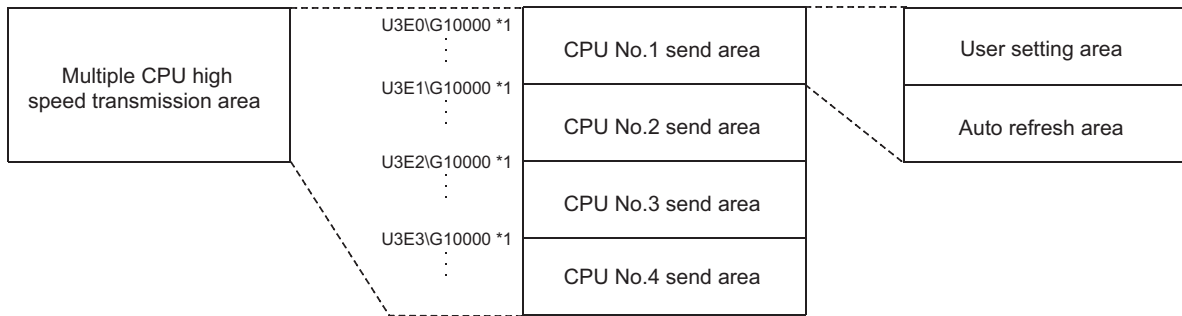 Multiple CPU high
speed transmission area
U3E0\G10000 *1
CPU No.1 send area
U3E1\G10000 *1
CPU No.2 send area
U3E2\G10000 *1
CPU No.3 send area
U3E3\G10000 *1
CPU No.4 send area
User setting area
Auto refresh area